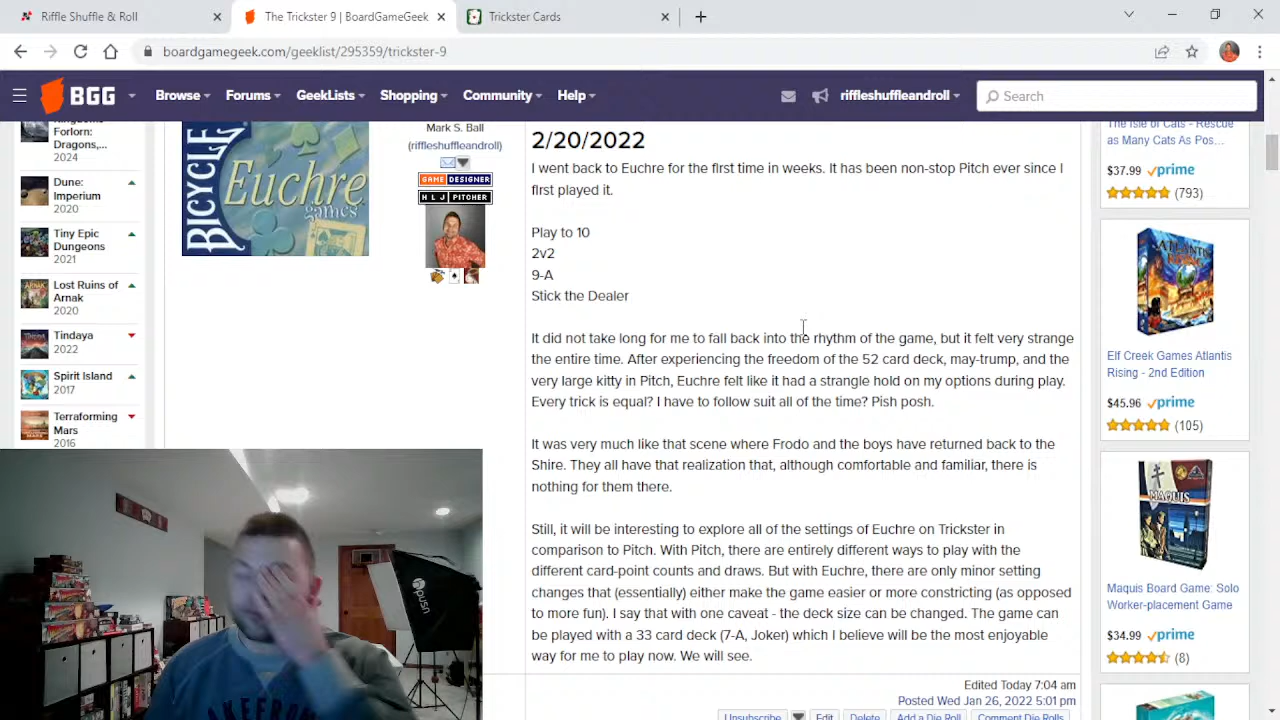 Riffle Shuffle & Roll
The Trickster 9 | BoardGameGeek
Trickster Cards
boardgamegeek.com/geeklist/295359/trickster-9
BGG
Browse
Forums
GeekLists
Shopping
Community
Help
riffleshuffleandroll
Search
Forlorn:
Dragons,...
2024
Dune:
Imperium
2020
Tiny Epic
Dungeons
2021
Lost Ruins of
Arnak
2020
Tindaya
2022
Spirit Island
2017
Terraforming
Mars
2016
BICYCLE
Euchre
games
Mark S. Ball
(riffleshuffleandroll)
GAME DESIGNER
H L J PITCHER
2/20/2022
I went back to Euchre for the first time in weeks. It has been non-stop Pitch ever since I
first played it.
Play to 10
2v2
9-A
Stick the Dealer
It did not take long for me to fall back into the rhythm of the game, but it felt very strange
the entire time. After experiencing the freedom of the 52 card deck, may-trump, and the
very large kitty in Pitch, Euchre felt like it had a strangle hold on my options during play.
Every trick is equal? I have to follow suit all of the time? Pish posh.
It was very much like that scene where Frodo and the boys have returned back to the
Shire. They all have that realization that, although comfortable and familiar, there is
nothing for them there.
Still, it will be interesting to explore all of the settings of Euchre on Trickster in
comparison to Pitch. With Pitch, there are entirely different ways to play with the
different card-point counts and draws. But with Euchre, there are only minor setting
changes that (essentially) either make the game easier or more constricting (as opposed
to more fun). I say that with one caveat - the deck size can be changed. The game can
be played with a 33 card deck (7-A, Joker) which I believe will be the most enjoyable
way for me to play now. We will see.
Edited Today 7:04 am
Posted Wed Jan 26, 2022 5:01 pm
Unsubscribe
Edit
Delete
Add a Die Roll
Comment Die Rolls
The Isle of Cats - Rescue
as Many Cats As Pos...
$37.99 prime
(793)
ATLANTIS
RISING
Elf Creek Games Atlantis
Rising - 2nd Edition
$45.96 prime
(105)
MAQUIS
Maquis Board Game: Solo
Worker-placement Game
$34.99 prime
(8)